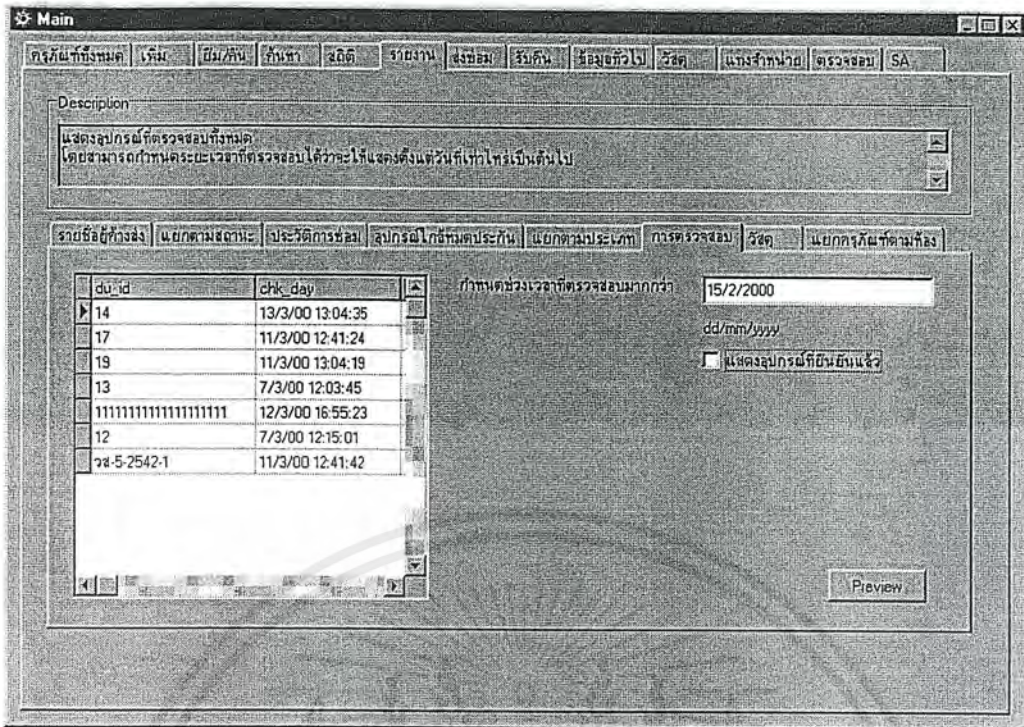 Main
ครุภัณฑ์ทั้งหมด เพิ่ม ยืม/คืน ค้นหา สถิติ รายงาน ส่งซ่อม รับคืน ข้อมูลทั่วไป วัสดุ แทงจำหน่าย ตรวจสอบ SA
Description
แสดงอุปกรณ์ที่ตรวจสอบทั้งหมด
โดยสามารถกำหนดระยะเวลาที่ตรวจสอบได้ว่าจะให้แสดงตั้งแต่วันที่เท่าไหร่เป็นต้นไป
รายชื่อผู้ค้างส่ง แยกตามสถานะ ประวัติการซ่อม อุปกรณ์ใกล้หมดประกัน แยกตามประเภท การตรวจสอบ วัสดุ แยกครุภัณฑ์ตามห้อง
du_id chk_day กำหนดช่วงเวลาที่ตรวจสอบมากกว่า 15/2/2000
14 13/3/00 13:04:35
dd/mm/yyyy
17 11/3/00 12:41:24
19 11/3/00 13:04:19 แสดงอุปกรณ์ที่ยืนยันแล้ว
13 7/3/00 12:03:45
11111111111111111111 12/3/00 16:55:23
12 7/3/00 12:15:01
วส-5-2542-1 11/3/00 12:41:42
Preview